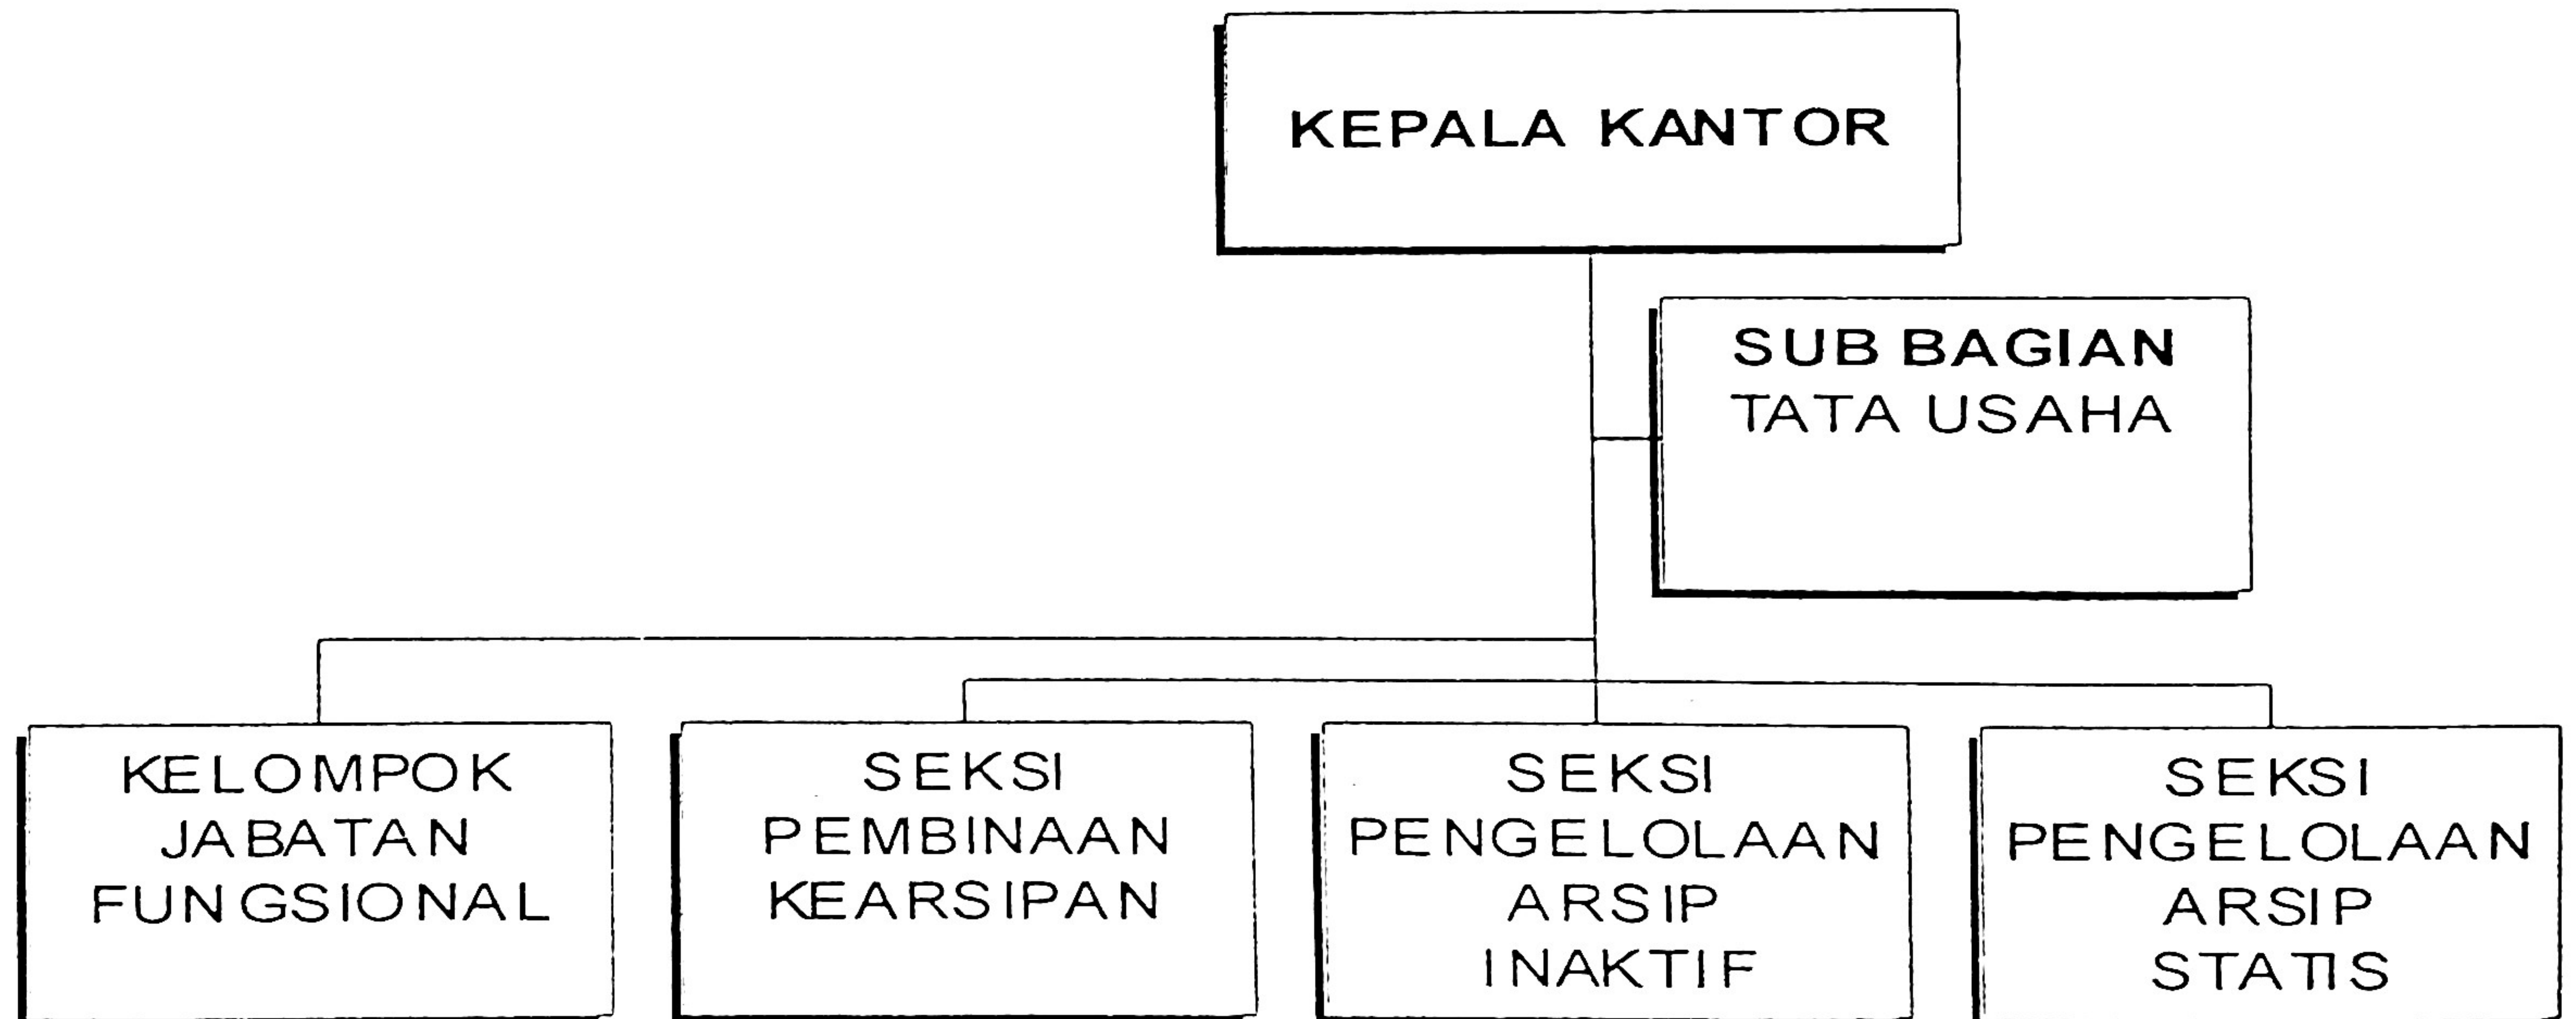 KEPALA KANTOR
SUB BAGIAN
TATA USAHA
KELOMPOK
JABATAN
FUNGSIONAL
SEKSI
PEMBINAAN
KEARSIPAN
SEKSI
PENGELOLAAN
ARSIP
INAKTIF
SEKSI
PENGELOLAAN
ARSIP
STATIS